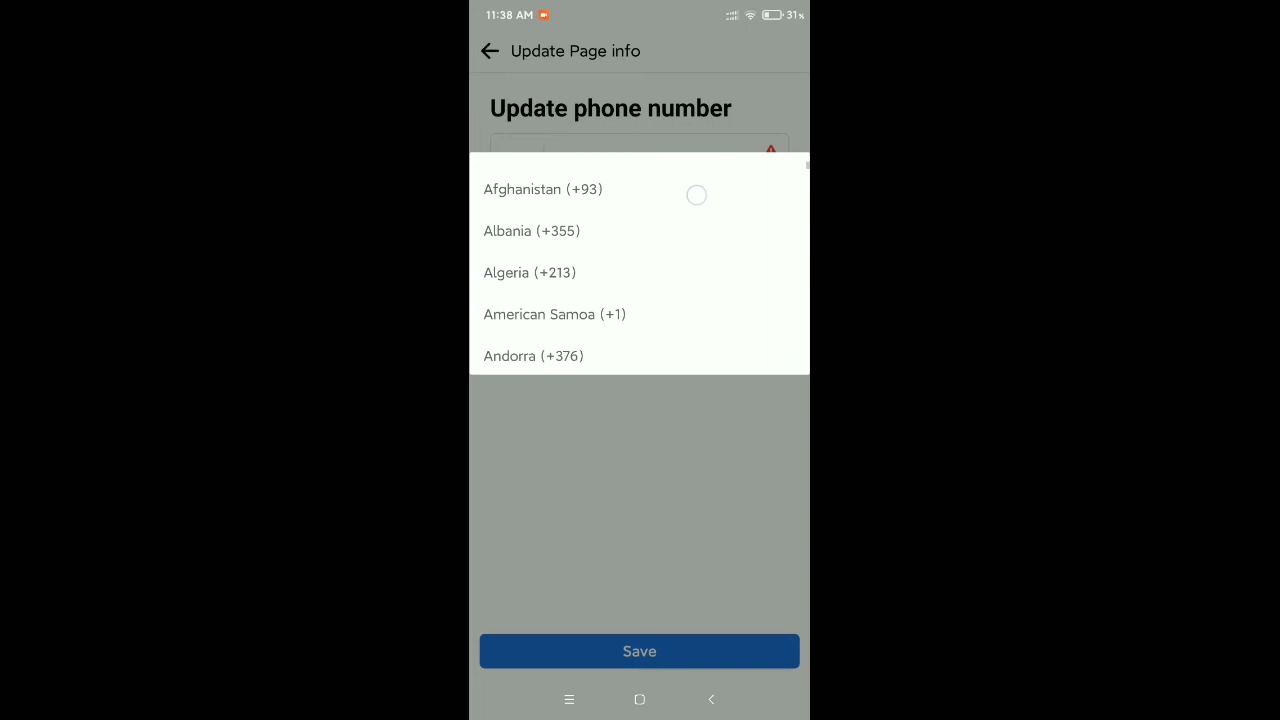 11:38 AM
31%
Update Page info
Update phone number
Afghanistan (+93)
Albania (+355)
Algeria (+213)
American Samoa (+1)
Andorra (+376)
Save